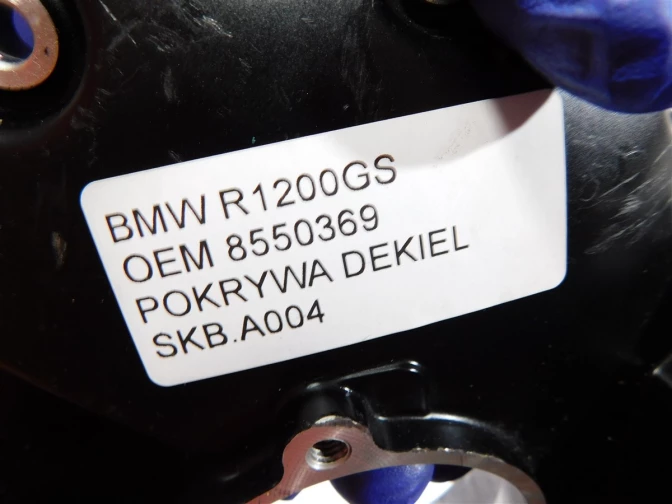 BMW R1200GS
OEM 8550369
POKRYWA DEKIEL
SKB.A004